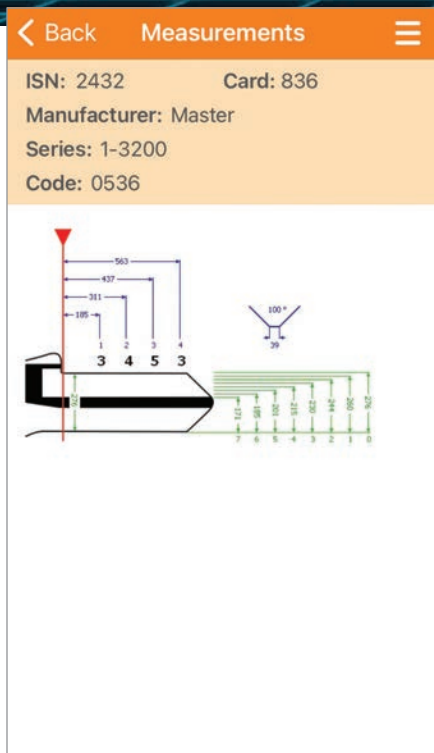 Back Measurements
ISN: 2432 Card: 836
Manufacturer: Master
Series: 1-3200
Code: 0536
563
437
311
185
1 2 3 4
3 4 5 3
100°
39
276
171 185 201 215 230 244 260 276
7 6 5 4 3 2 1 0